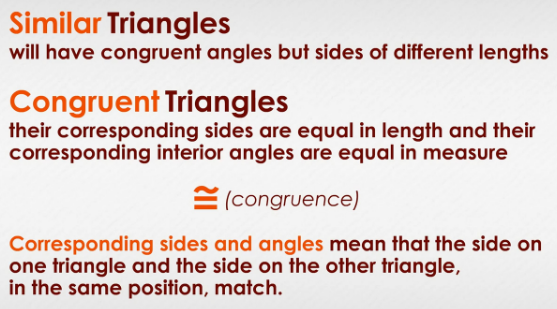 Similar Triangles
will have congruent angles but sides of different lengths
Congruent Triangles
their corresponding sides are equal in length and their
corresponding interior angles are equal in measure
≅ (congruence)
Corresponding sides and angles mean that the side on
one triangle and the side on the other triangle,
in the same position, match.